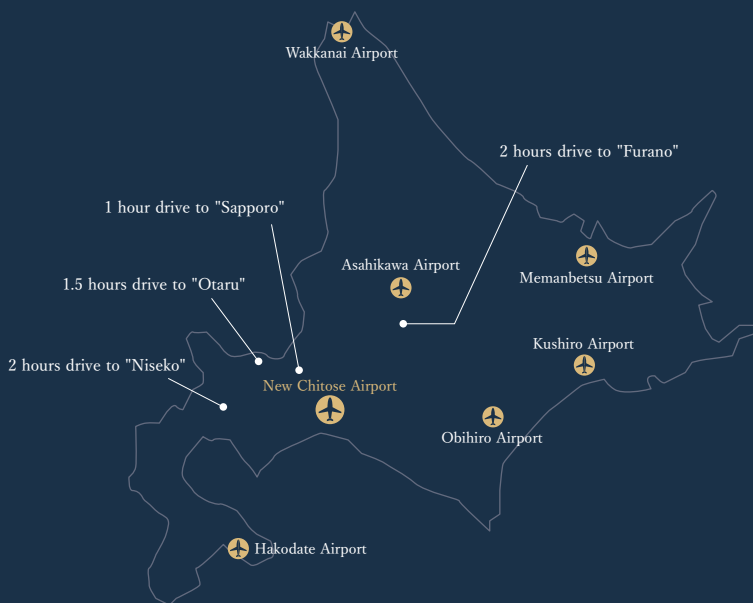 Wakkanai Airport
2 hours drive to "Furano"
1 hour drive to "Sapporo"
Asahikawa Airport
Memanbetsu Airport
1.5 hours drive to "Otaru"
Kushiro Airport
2 hours drive to "Niseko"
New Chitose Airport
Obihiro Airport
Hakodate Airport